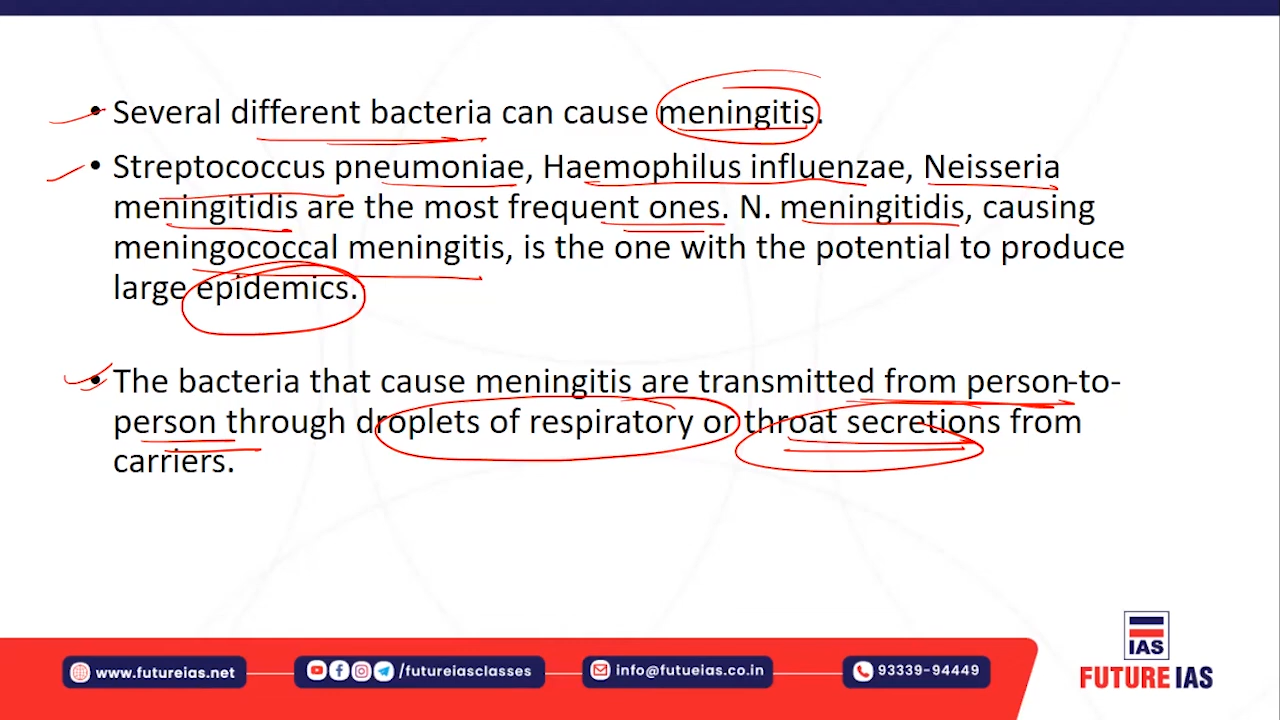 • Several different bacteria can cause meningitis.
• Streptococcus pneumoniae, Haemophilus influenzae, Neisseria
meningitidis are the most frequent ones. N. meningitidis, causing
meningococcal meningitis, is the one with the potential to produce
large epidemics.
• The bacteria that cause meningitis are transmitted from person-to-
person through droplets of respiratory or throat secretions from
carriers.
www.futureias.net
/futureiasclasses
info@futueias.co.in
93339-94449
IAS
FUTURE IAS